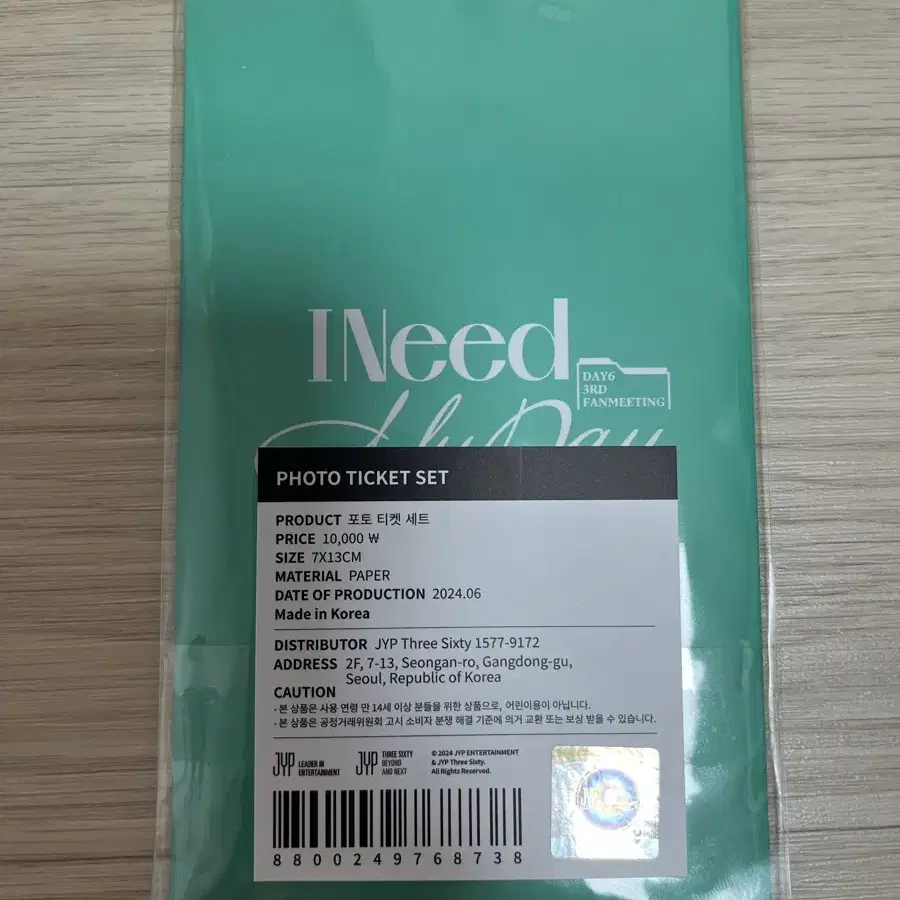 INeed
DAY6
3RD
FANMEETING
My Day
PHOTO TICKET SET
PRODUCT 포토 티켓 세트
PRICE 10,000 ₩
SIZE 7X13CM
MATERIAL PAPER
DATE OF PRODUCTION 2024.06
Made in Korea
DISTRIBUTOR JYP Three Sixty 1577-9172
ADDRESS 2F, 7-13, Seongan-ro, Gangdong-gu,
Seoul, Republic of Korea
CAUTION
- 본 상품은 사용 연령 만 14세 이상 분들을 위한 상품으로, 어린이용이 아닙니다.
- 본 상품은 공정거래위원회 고시 소비자 분쟁 해결 기준에 의거 교환 또는 보상 받을 수 있습니다.
JYP LEADER IN
ENTERTAINMENT
JYP THREE SIXTY
BEYOND
AND NEXT
© 2024 JYP ENTERTAINMENT
& JYP Three Sixty.
All Rights Reserved.
8800249768738